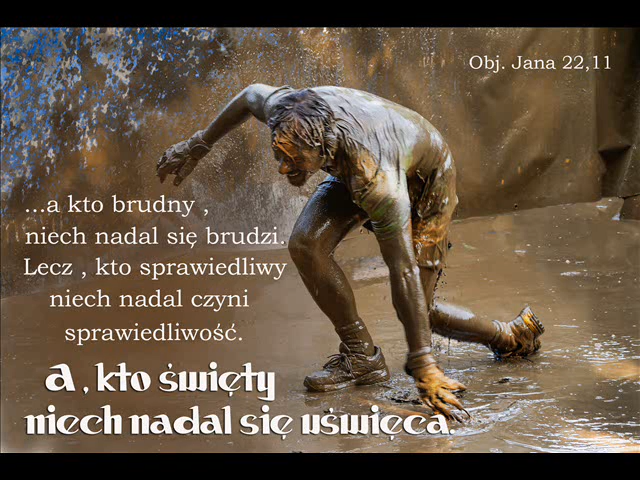 Obj. Jana 22,11
...a kto brudny ,
niech nadal się brudzi.
Lecz , kto sprawiedliwy
niech nadal czyni
sprawiedliwość.
A , kto święty
niech nadal się uświęca.